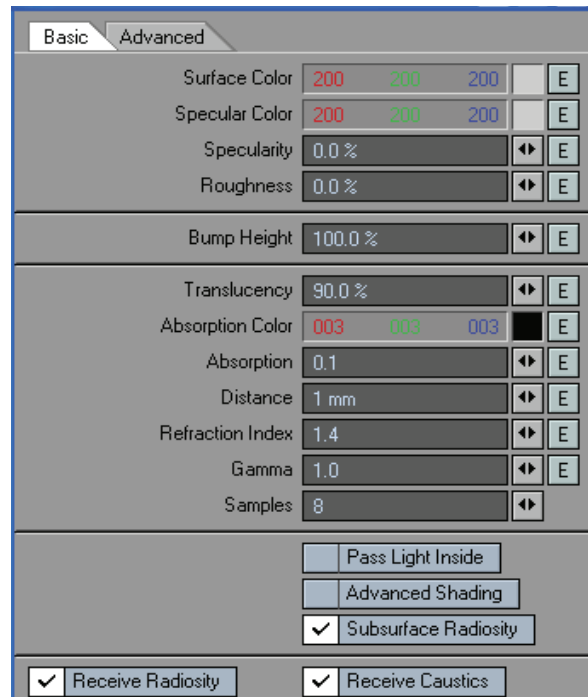 Basic Advanced
Surface Color 200 200 200 E
Specular Color 200 200 200 E
Specularity 0.0 % E
Roughness 0.0 % E
Bump Height 100.0 % E
Translucency 90.0 % E
Absorption Color 003 003 003 E
Absorption 0.1 E
Distance 1 mm E
Refraction Index 1.4 E
Gamma 1.0 E
Samples 8
Pass Light Inside
Advanced Shading
Subsurface Radiosity
Receive Radiosity Receive Caustics